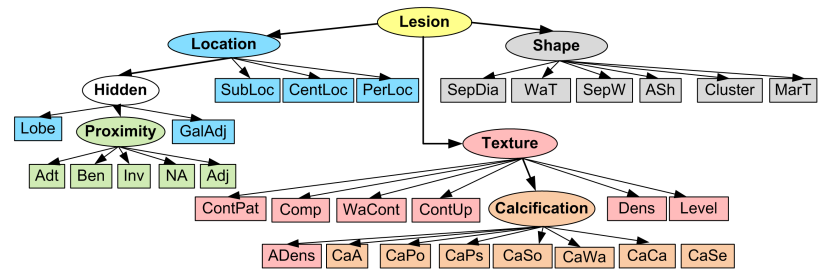 Lesion
Location
Shape
Hidden
SubLoc CentLoc PerLoc
SepDia WaT SepW ASh Cluster MarT
Lobe Proximity GalAdj
Texture
Adt Ben Inv NA Adj
ContPat Comp WaCont ContUp Calcification Dens Level
ADens CaA CaPo CaPs CaSo CaWa CaCa CaSe